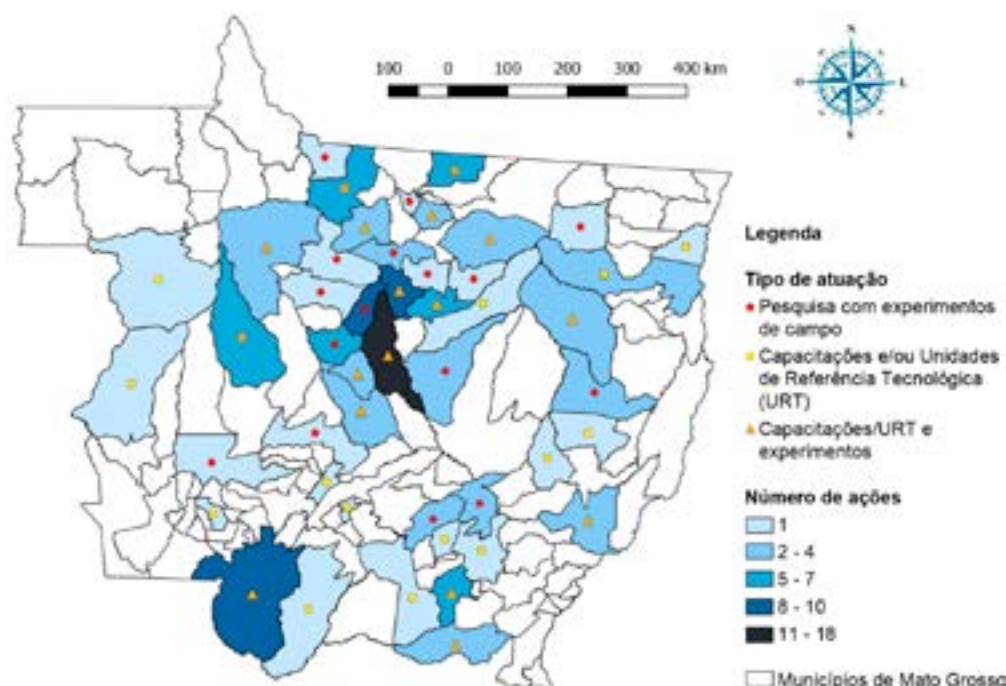 100 0 100 200 300 400 km
N
O L
S
Legenda
Tipo de atuação
Pesquisa com experimentos
de campo
Capacitações e/ou Unidades
de Referência Tecnológica
(URT)
Capacitações/URT e
experimentos
Número de ações
1
2 - 4
5 - 7
8 - 10
11 - 18
Municípios de Mato Grosso